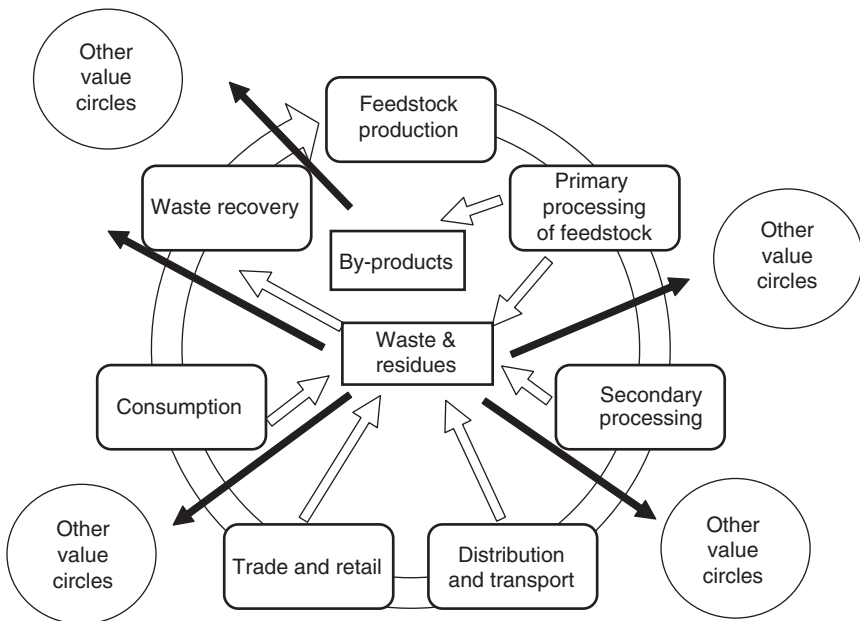 Other
value
circles
Feedstock
production
Waste recovery
Primary
processing
of feedstock
Other
value
circles
By-products
Waste &
residues
Consumption
Secondary
processing
Other
value
circles
Trade and retail
Distribution
and transport
Other
value
circles